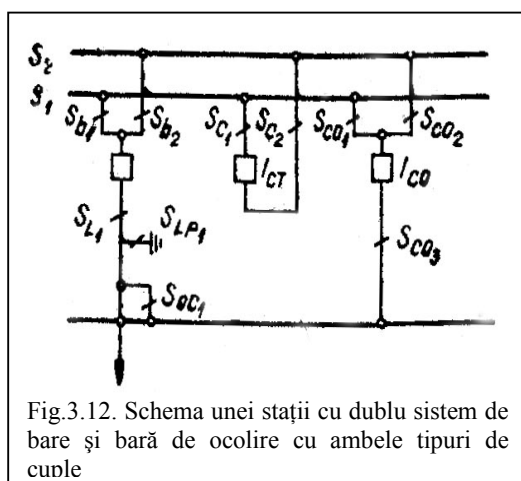 S2
S1
Sb1 Sb2 SC1 SC2 SCO1 SCO2
ICT ICO
SL1 SLP1
SCO3
SOC1
Fig.3.12. Schema unei stații cu dublu sistem de
bare şi bară de ocolire cu ambele tipuri de
cuple